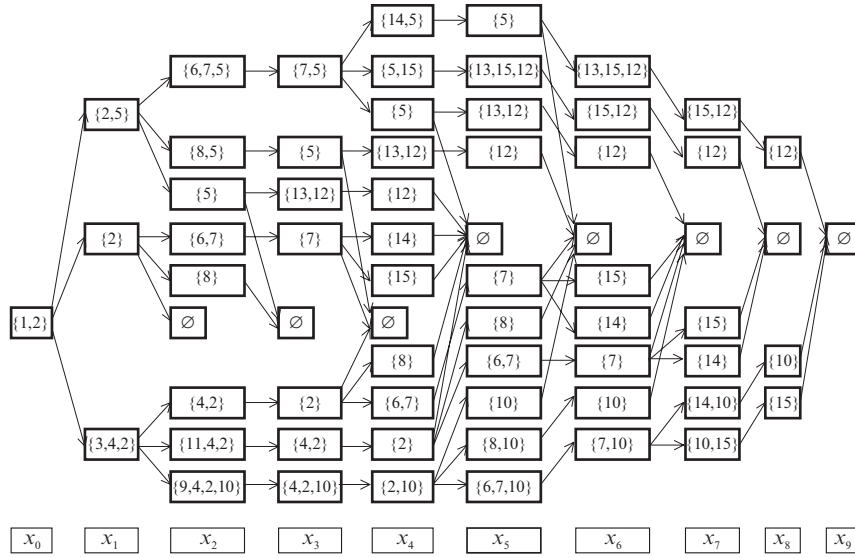 {14,5} {5}
{6,7,5} {7,5} {5,15} {13,15,12} {13,15,12}
{2,5} {5} {13,12} {15,12} {15,12}
{8,5} {5} {13,12} {12} {12} {12} {12}
{5} {13,12} {12}
{2} {6,7} {7} {14} ∅ ∅ ∅ ∅ ∅
{8} {15} {7} {15}
{1,2} ∅ ∅ ∅ {8} {14} {15}
{8} {6,7} {7} {14} {10}
{4,2} {2} {6,7} {10} {10} {14,10} {15}
{3,4,2} {11,4,2} {4,2} {2} {8,10} {7,10} {10,15}
{9,4,2,10} {4,2,10} {2,10} {6,7,10}
x₀ x₁ x₂ x₃ x₄ x₅ x₆ x₇ x₈ x₉